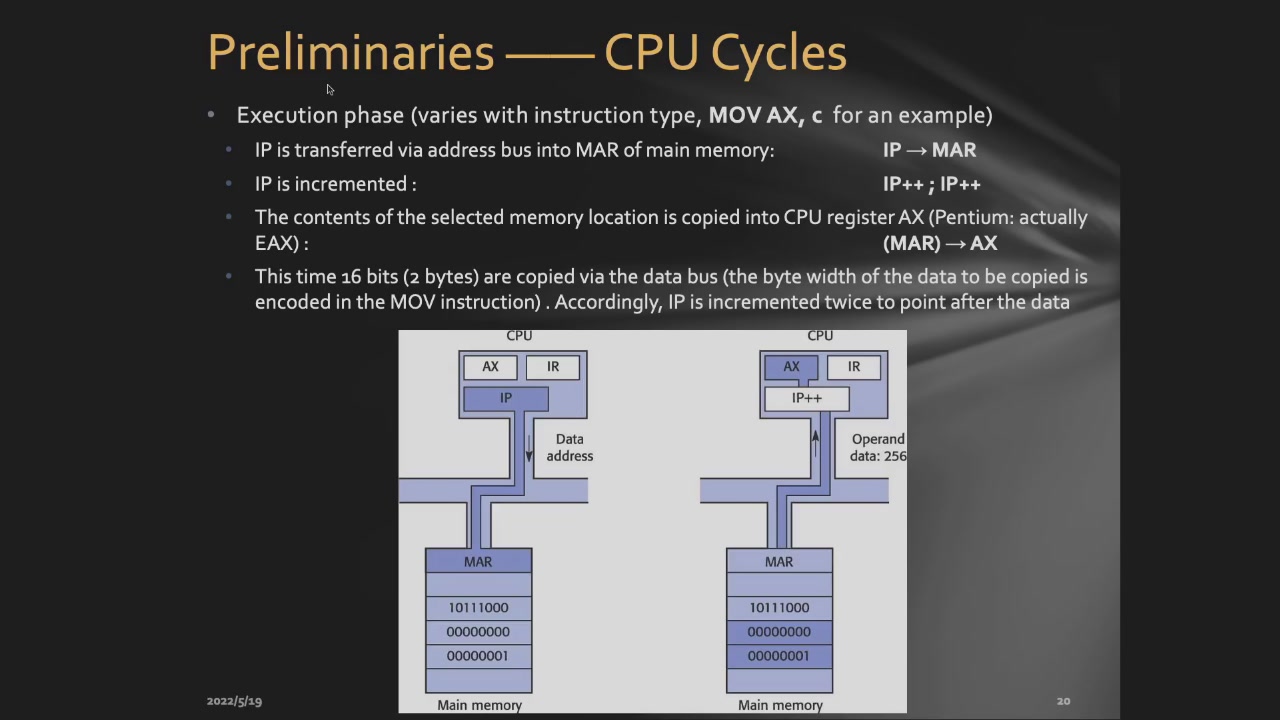 Preliminaries —— CPU Cycles
• Execution phase (varies with instruction type, MOV AX, c for an example)
• IP is transferred via address bus into MAR of main memory: IP → MAR
• IP is incremented : IP++ ; IP++
• The contents of the selected memory location is copied into CPU register AX (Pentium: actually
EAX) : (MAR) → AX
• This time 16 bits (2 bytes) are copied via the data bus (the byte width of the data to be copied is
encoded in the MOV instruction) . Accordingly, IP is incremented twice to point after the data
CPU
AX IR
IP
Data
address
MAR
10111000
00000000
00000001
Main memory
CPU
AX IR
IP++
Operand
data: 256
MAR
10111000
00000000
00000001
Main memory
2022/5/19
20